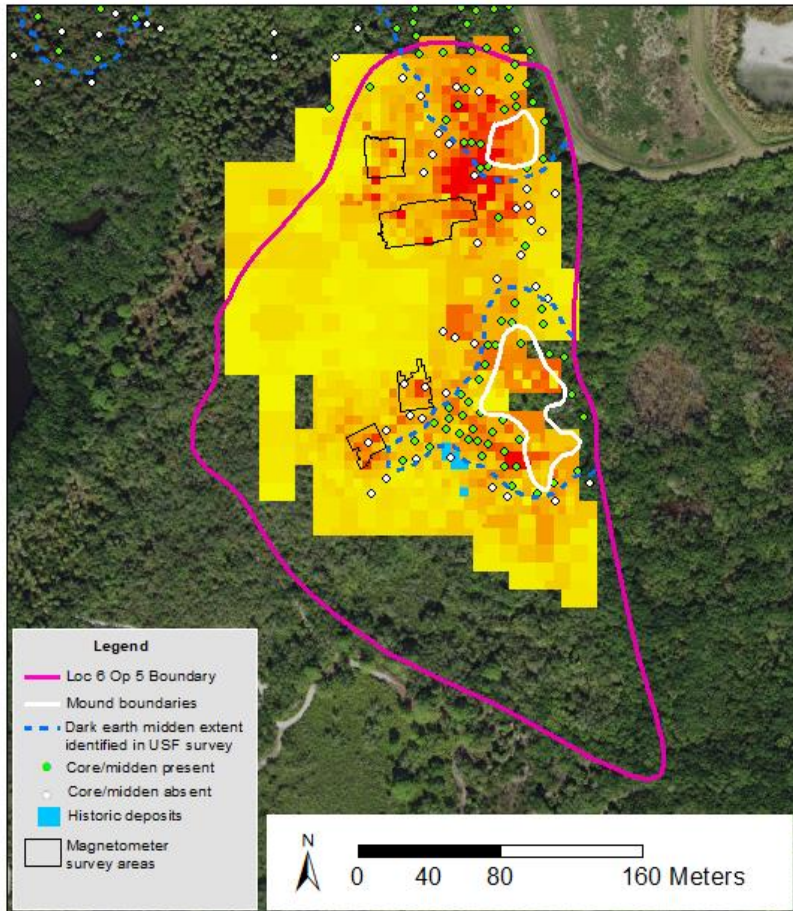 Legend
Loc 6 Op 5 Boundary
Mound boundaries
Dark earth midden extent
identified in USF survey
Core/midden present
Core/midden absent
Historic deposits
Magnetometer
survey areas
N
0 40 80 160 Meters